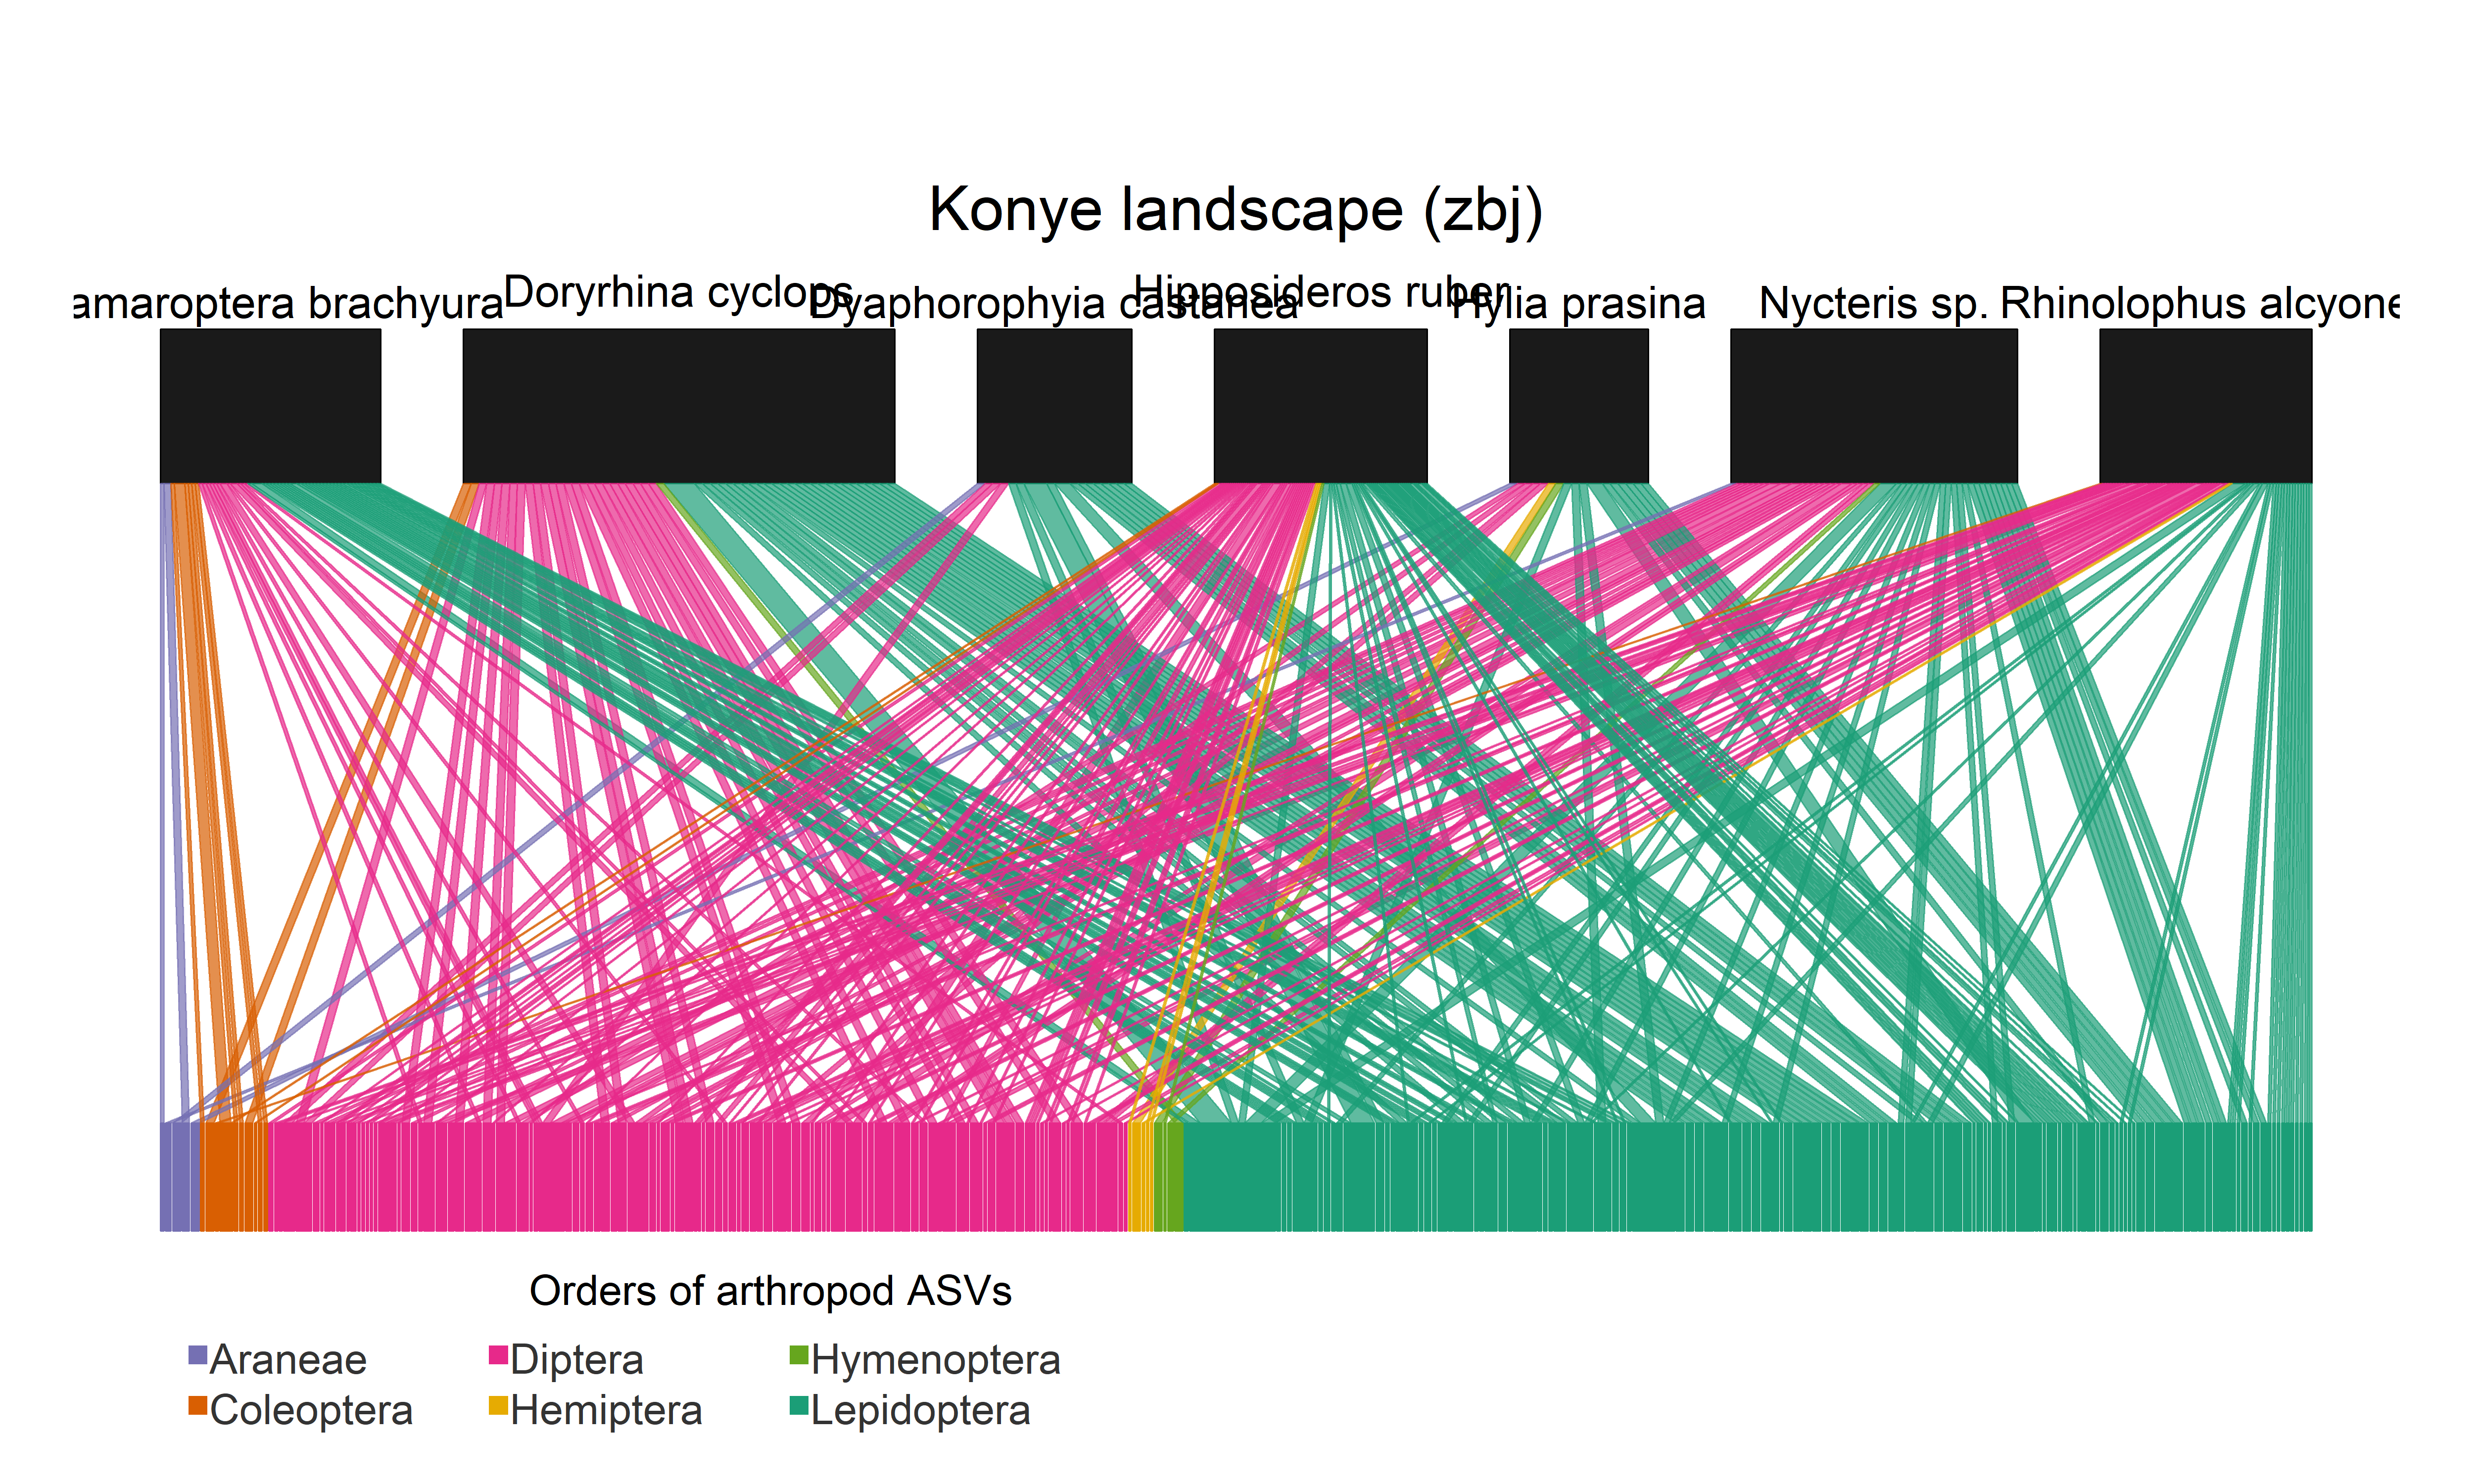 Konye landscape (zbj)
amaroptera brachyura
Doryrhina cyclops
Dyaphorophyia castanea
Hipposideros ruber
Hylia prasina
Nycteris sp.
Rhinolophus alcyone
Orders of arthropod ASVs
Araneae
Diptera
Hymenoptera
Coleoptera
Hemiptera
Lepidoptera